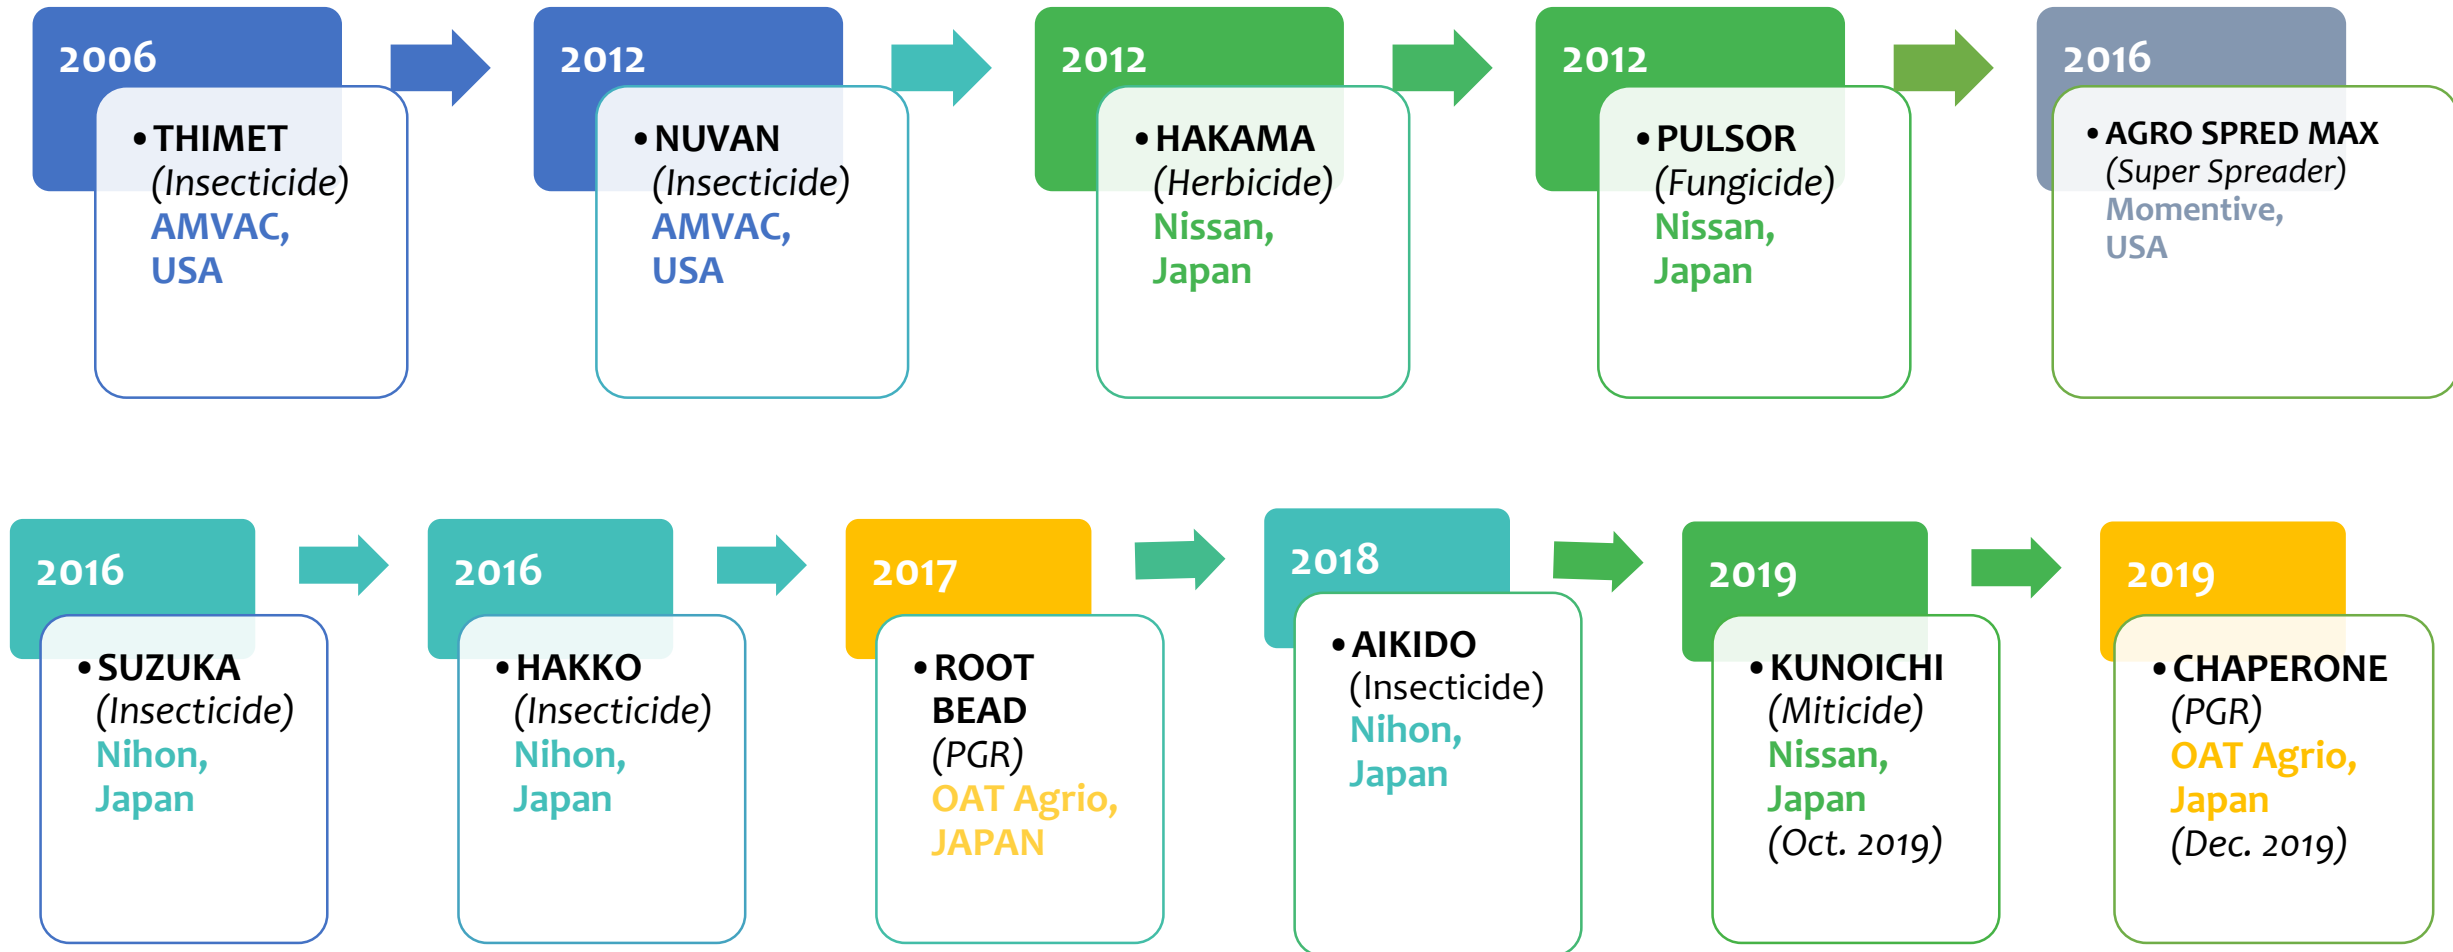 2006
• THIMET
(Insecticide)
AMVAC,
USA
2012
• NUVAN
(Insecticide)
AMVAC,
USA
2012
• HAKAMA
(Herbicide)
Nissan,
Japan
2012
• PULSOR
(Fungicide)
Nissan,
Japan
2016
• AGRO SPRED MAX
(Super Spreader)
Momentive,
USA
2016
• SUZUKA
(Insecticide)
Nihon,
Japan
2016
• HAKKO
(Insecticide)
Nihon,
Japan
2017
• ROOT
BEAD
(PGR)
OAT Agrio,
JAPAN
2018
• AIKIDO
(Insecticide)
Nihon,
Japan
2019
• KUNOICHI
(Miticide)
Nissan,
Japan
(Oct. 2019)
2019
• CHAPERONE
(PGR)
OAT Agrio,
Japan
(Dec. 2019)